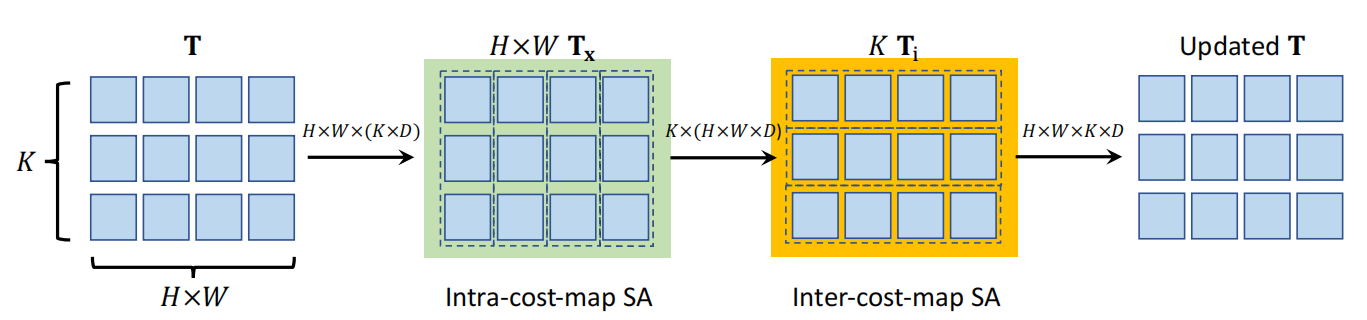 T
H×W Tx
K Ti
Updated T
K
H×W×(K×D)
K×(H×W×D)
H×W×K×D
H×W
Intra-cost-map SA
Inter-cost-map SA